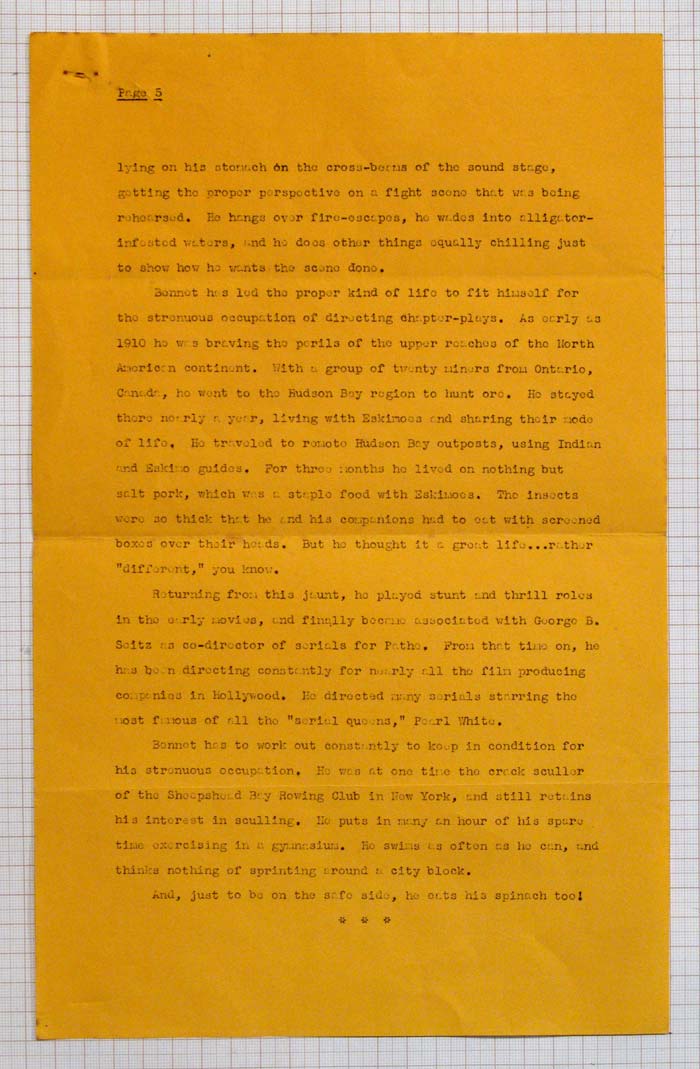 Page 5
lying on his stomach on the cross-beams of the sound stage,
getting the proper perspective on a fight scene that was being
rehearsed. He hangs over fire-escapes, he wades into alligator-
infested waters, and he does other things equally chilling just
to show how he wants the scene done.
Bennet has led the proper kind of life to fit himself for
the strenuous occupation of directing chapter-plays. As early as
1910 he was braving the perils of the upper reaches of the North
American continent. With a group of twenty miners from Ontario,
Canada, he went to the Hudson Bay region to hunt ore. He stayed
there nearly a year, living with Eskimoes and sharing their mode
of life. He traveled to remote Hudson Bay outposts, using Indian
and Eskimo guides. For three months he lived on nothing but
salt pork, which was a staple food with Eskimoes. The insects
were so thick that he and his companions had to eat with screened
boxes over their heads. But he thought it a great life...rather
"different," you know.
Returning from this jaunt, he played stunt and thrill roles
in the early movies, and finally became associated with George B.
Seitz as co-director of serials for Pathe. From that time on, he
has been directing constantly for nearly all the film producing
companies in Hollywood. He directed many serials starring the
most famous of all the "serial queens," Pearl White.
Bennet has to work out constantly to keep in condition for
his strenuous occupation. He was at one time the crack sculler
of the Sheepshead Bay Rowing Club in New York, and still retains
his interest in sculling. He puts in many an hour of his spare
time exercising in a gymnasium. He swims as often as he can, and
thinks nothing of sprinting around a city block.
And, just to be on the safe side, he eats his spinach too!
* * *